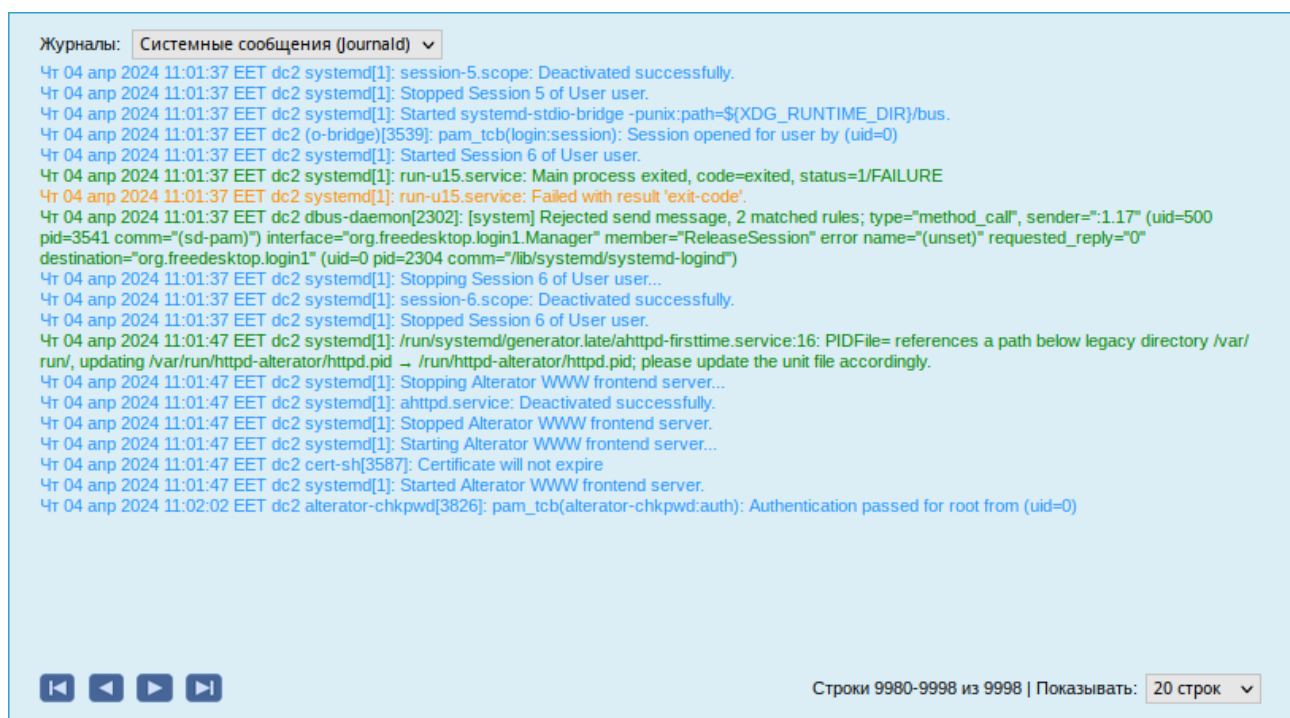 Журналы: Системные сообщения (Journald)
Чт 04 апр 2024 11:01:37 EET dc2 systemd[1]: session-5.scope: Deactivated successfully.
Чт 04 апр 2024 11:01:37 EET dc2 systemd[1]: Stopped Session 5 of User user.
Чт 04 апр 2024 11:01:37 EET dc2 systemd[1]: Started systemd-stdio-bridge -punix:path=${XDG_RUNTIME_DIR}/bus.
Чт 04 апр 2024 11:01:37 EET dc2 (o-bridge)[3539]: pam_tcb(login:session): Session opened for user by (uid=0)
Чт 04 апр 2024 11:01:37 EET dc2 systemd[1]: Started Session 6 of User user.
Чт 04 апр 2024 11:01:37 EET dc2 systemd[1]: run-u15.service: Main process exited, code=exited, status=1/FAILURE
Чт 04 апр 2024 11:01:37 EET dc2 systemd[1]: run-u15.service: Failed with result 'exit-code'.
Чт 04 апр 2024 11:01:37 EET dc2 dbus-daemon[2302]: [system] Rejected send message, 2 matched rules; type="method_call", sender=":1.17" (uid=500
pid=3541 comm="(sd-pam)") interface="org.freedesktop.login1.Manager" member="ReleaseSession" error name="(unset)" requested_reply="0"
destination="org.freedesktop.login1" (uid=0 pid=2304 comm="/lib/systemd/systemd-logind")
Чт 04 апр 2024 11:01:37 EET dc2 systemd[1]: Stopping Session 6 of User user...
Чт 04 апр 2024 11:01:37 EET dc2 systemd[1]: session-6.scope: Deactivated successfully.
Чт 04 апр 2024 11:01:37 EET dc2 systemd[1]: Stopped Session 6 of User user.
Чт 04 апр 2024 11:01:47 EET dc2 systemd[1]: /run/systemd/generator.late/ahttpd-firsttime.service:16: PIDFile= references a path below legacy directory /var/
run/, updating /var/run/httpd-alterator/httpd.pid → /run/httpd-alterator/httpd.pid; please update the unit file accordingly.
Чт 04 апр 2024 11:01:47 EET dc2 systemd[1]: Stopping Alterator WWW frontend server...
Чт 04 апр 2024 11:01:47 EET dc2 systemd[1]: ahttpd.service: Deactivated successfully.
Чт 04 апр 2024 11:01:47 EET dc2 systemd[1]: Stopped Alterator WWW frontend server.
Чт 04 апр 2024 11:01:47 EET dc2 systemd[1]: Starting Alterator WWW frontend server...
Чт 04 апр 2024 11:01:47 EET dc2 cert-sh[3587]: Certificate will not expire
Чт 04 апр 2024 11:01:47 EET dc2 systemd[1]: Started Alterator WWW frontend server.
Чт 04 апр 2024 11:02:02 EET dc2 alterator-chkpwd[3826]: pam_tcb(alterator-chkpwd:auth): Authentication passed for root from (uid=0)
Строки 9980-9998 из 9998 | Показывать: 20 строк